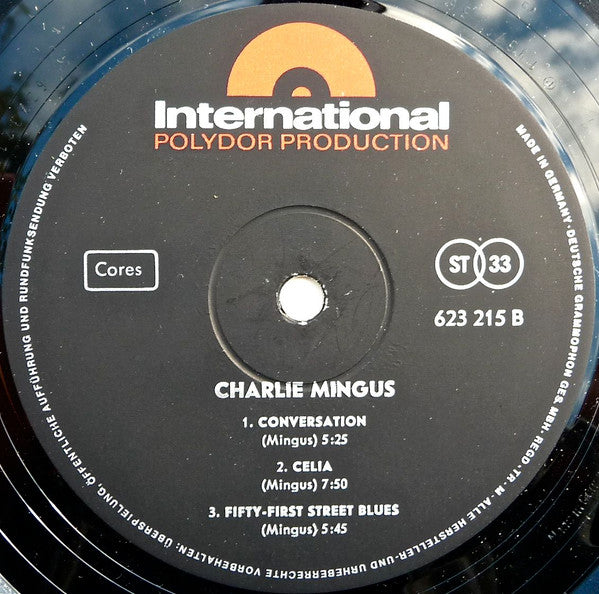 International
POLYDOR PRODUCTION
Cores
ST 33
623 215 B
CHARLIE MINGUS
1. CONVERSATION
(Mingus) 5:25
2. CELIA
(Mingus) 7:50
3. FIFTY-FIRST STREET BLUES
(Mingus) 5:45
MADE IN GERMANY · DEUTSCHE GRAMMOPHON GES. MBH · REGD. TR. M · ALLE HERSTELLER- UND URHEBERRECHTE VORBEHALTEN: ÜBERSPIELUNG, ÖFFENTLICHE AUFFÜHRUNG UND RUNDFUNKSENDUNG VERBOTEN